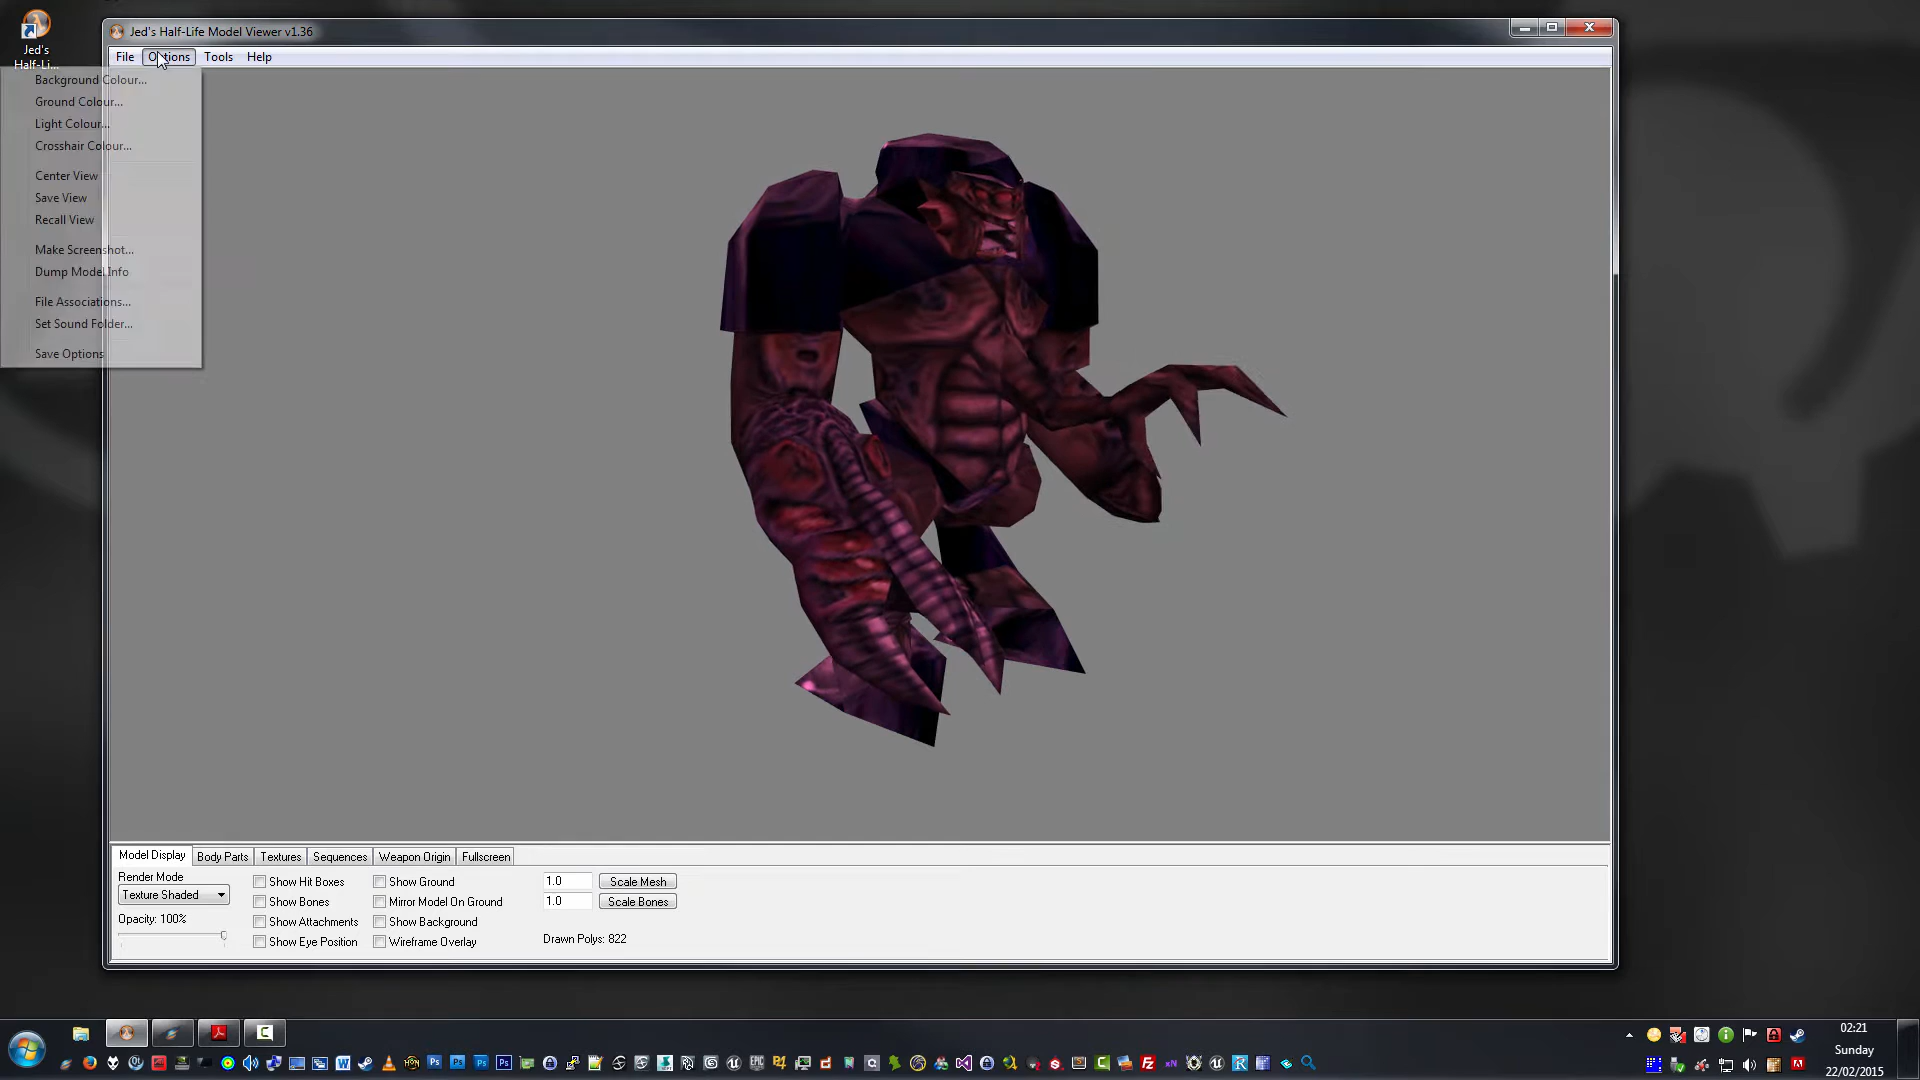 Jed's
Half-Li...
Jed's Half-Life Model Viewer v1.36
File Options Tools Help
Background Colour...
Ground Colour...
Light Colour...
Crosshair Colour...
Center View
Save View
Recall View
Make Screenshot...
Dump Model Info
File Associations...
Set Sound Folder...
Save Options
Model Display Body Parts Textures Sequences Weapon Origin Fullscreen
Render Mode
Texture Shaded
Opacity: 100%
Show Hit Boxes
Show Bones
Show Attachments
Show Eye Position
Show Ground
Mirror Model On Ground
Show Background
Wireframe Overlay
1.0 Scale Mesh
1.0 Scale Bones
Drawn Polys: 822
02:21
Sunday
22/02/2015